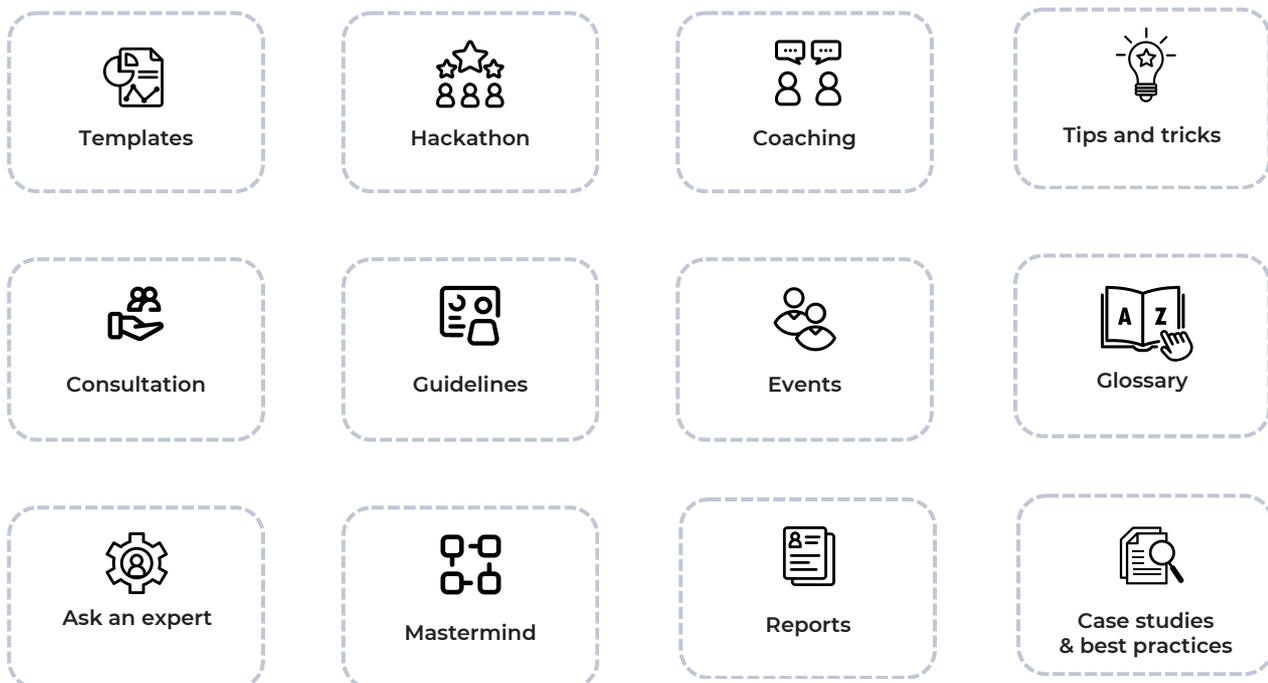 Templates
Hackathon
Coaching
Tips and tricks
Consultation
Guidelines
Events
A Z
Glossary
Ask an expert
Mastermind
Reports
Case studies
& best practices